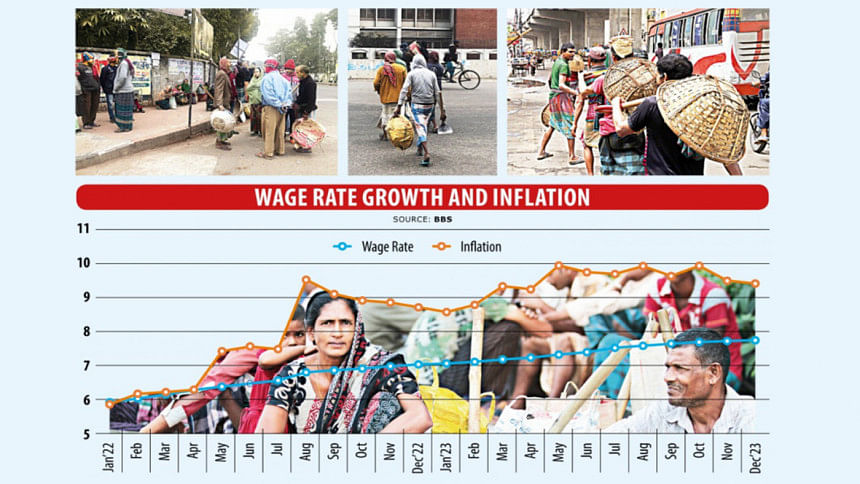 WAGE RATE GROWTH AND INFLATION
SOURCE: BBS
Wage Rate
Inflation
11
10
9
8
7
6
5
Jan'22
Feb
Mar
Apr
May
Jun
Jul
Aug
Sep
Oct
Nov
Dec'22
Jan'23
Feb
Mar
Apr
May
Jun
Jul
Aug
Sep
Oct
Nov
Dec'23